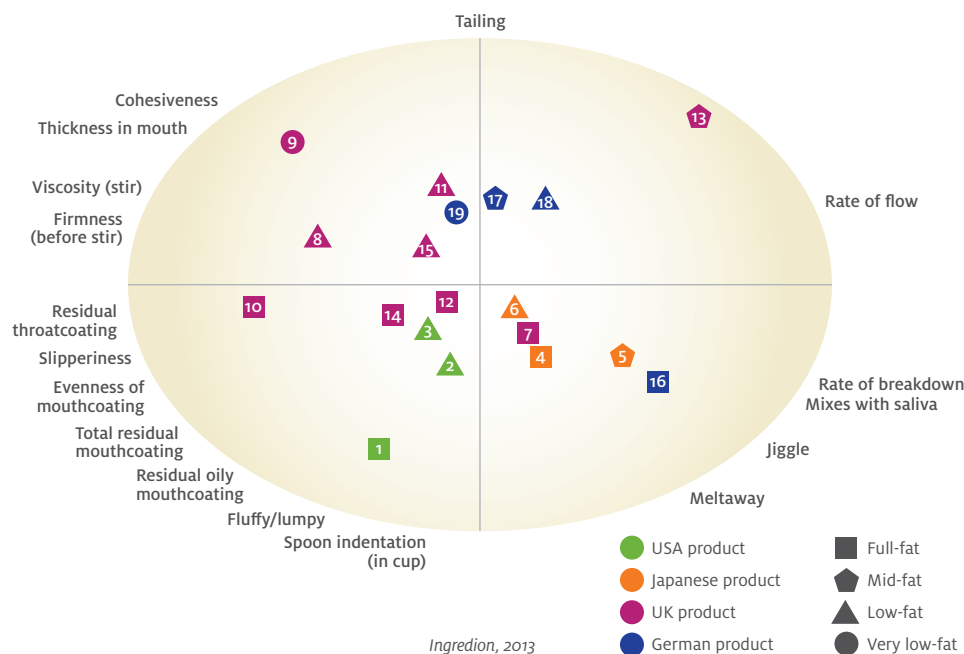 Tailing
Cohesiveness
Thickness in mouth
13
9
Viscosity (stir)
11
17
18
Rate of flow
Firmness
(before stir)
19
8
15
10
12
6
Residual
throatcoating
14
3
7
Slipperiness
2
4
5
16
Evenness of
mouthcoating
Rate of breakdown
Mixes with saliva
Total residual
mouthcoating
1
Jiggle
Residual oily
mouthcoating
Meltaway
Fluffy/lumpy
Spoon indentation
(in cup)
USA product
Full-fat
Japanese product
Mid-fat
UK product
Low-fat
German product
Very low-fat
Ingredion, 2013